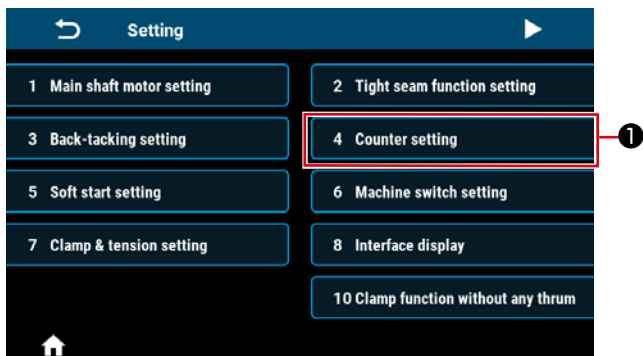 Setting
1 Main shaft motor setting
2 Tight seam function setting
3 Back-tacking setting
4 Counter setting
❶
5 Soft start setting
6 Machine switch setting
7 Clamp & tension setting
8 Interface display
10 Clamp function without any thrum